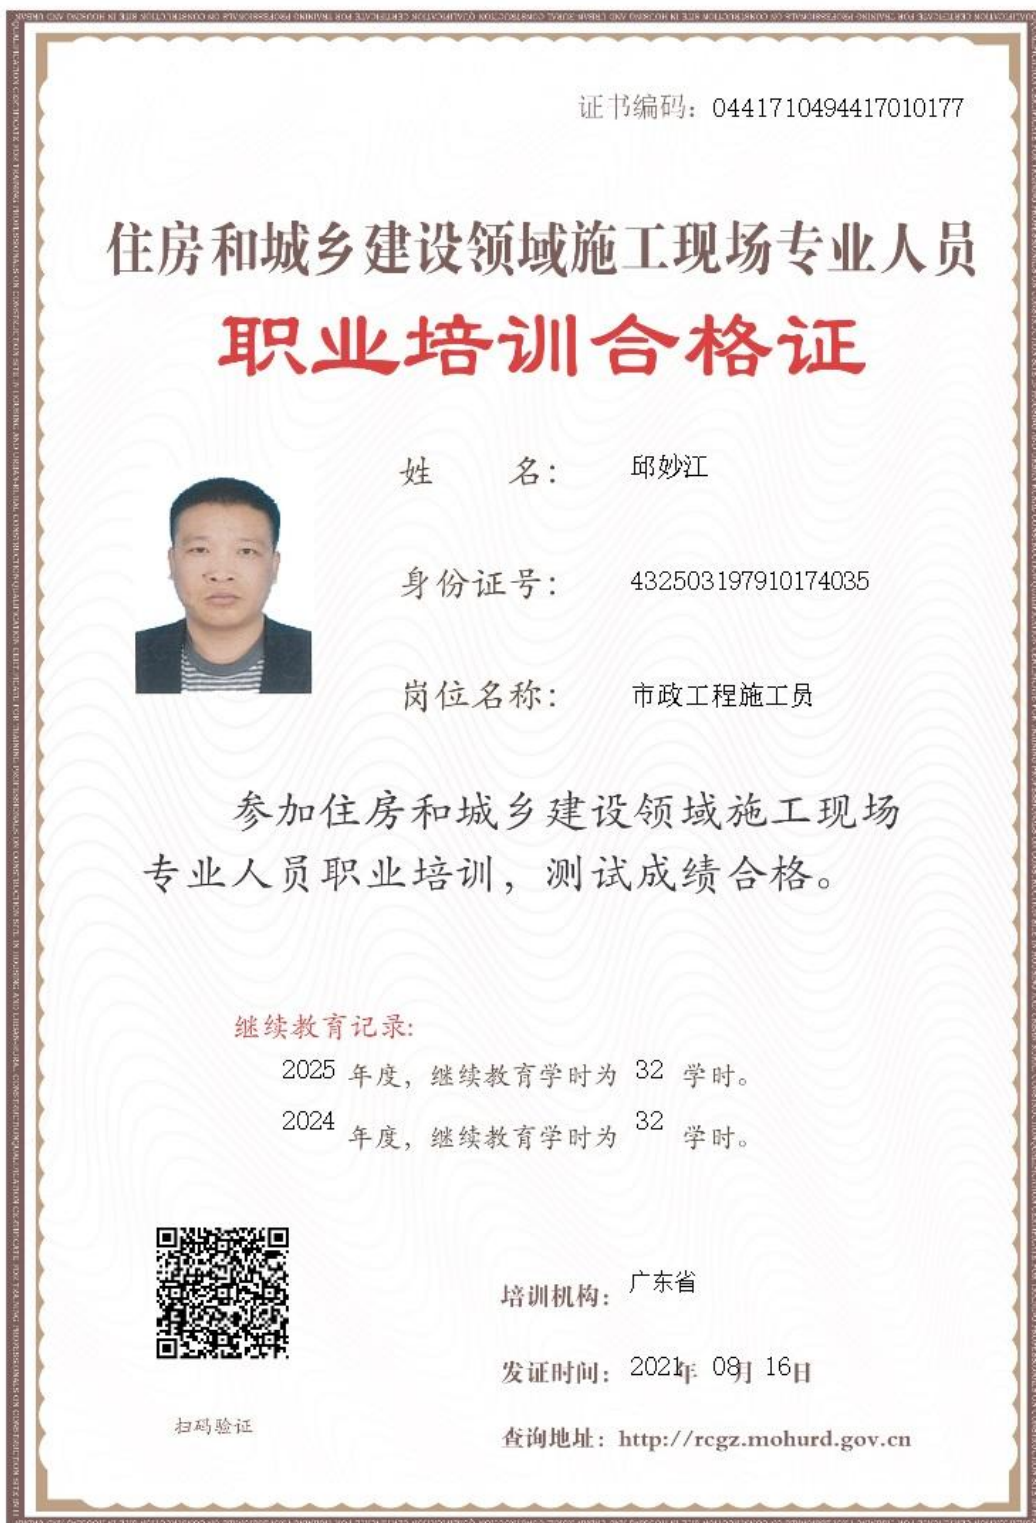 证书编码：0441710494417010177
住房和城乡建设领域施工现场专业人员
职业培训合格证
姓 名：邱妙江
身份证号：432503197910174035
岗位名称：市政工程施工员
参加住房和城乡建设领域施工现场
专业人员职业培训，测试成绩合格。
继续教育记录:
2025 年度，继续教育学时为 32 学时。
2024 年度，继续教育学时为 32 学时。
培训机构：广东省
发证时间：2021年 08月 16日
扫码验证
查询地址：http://rcgz.mohurd.gov.cn